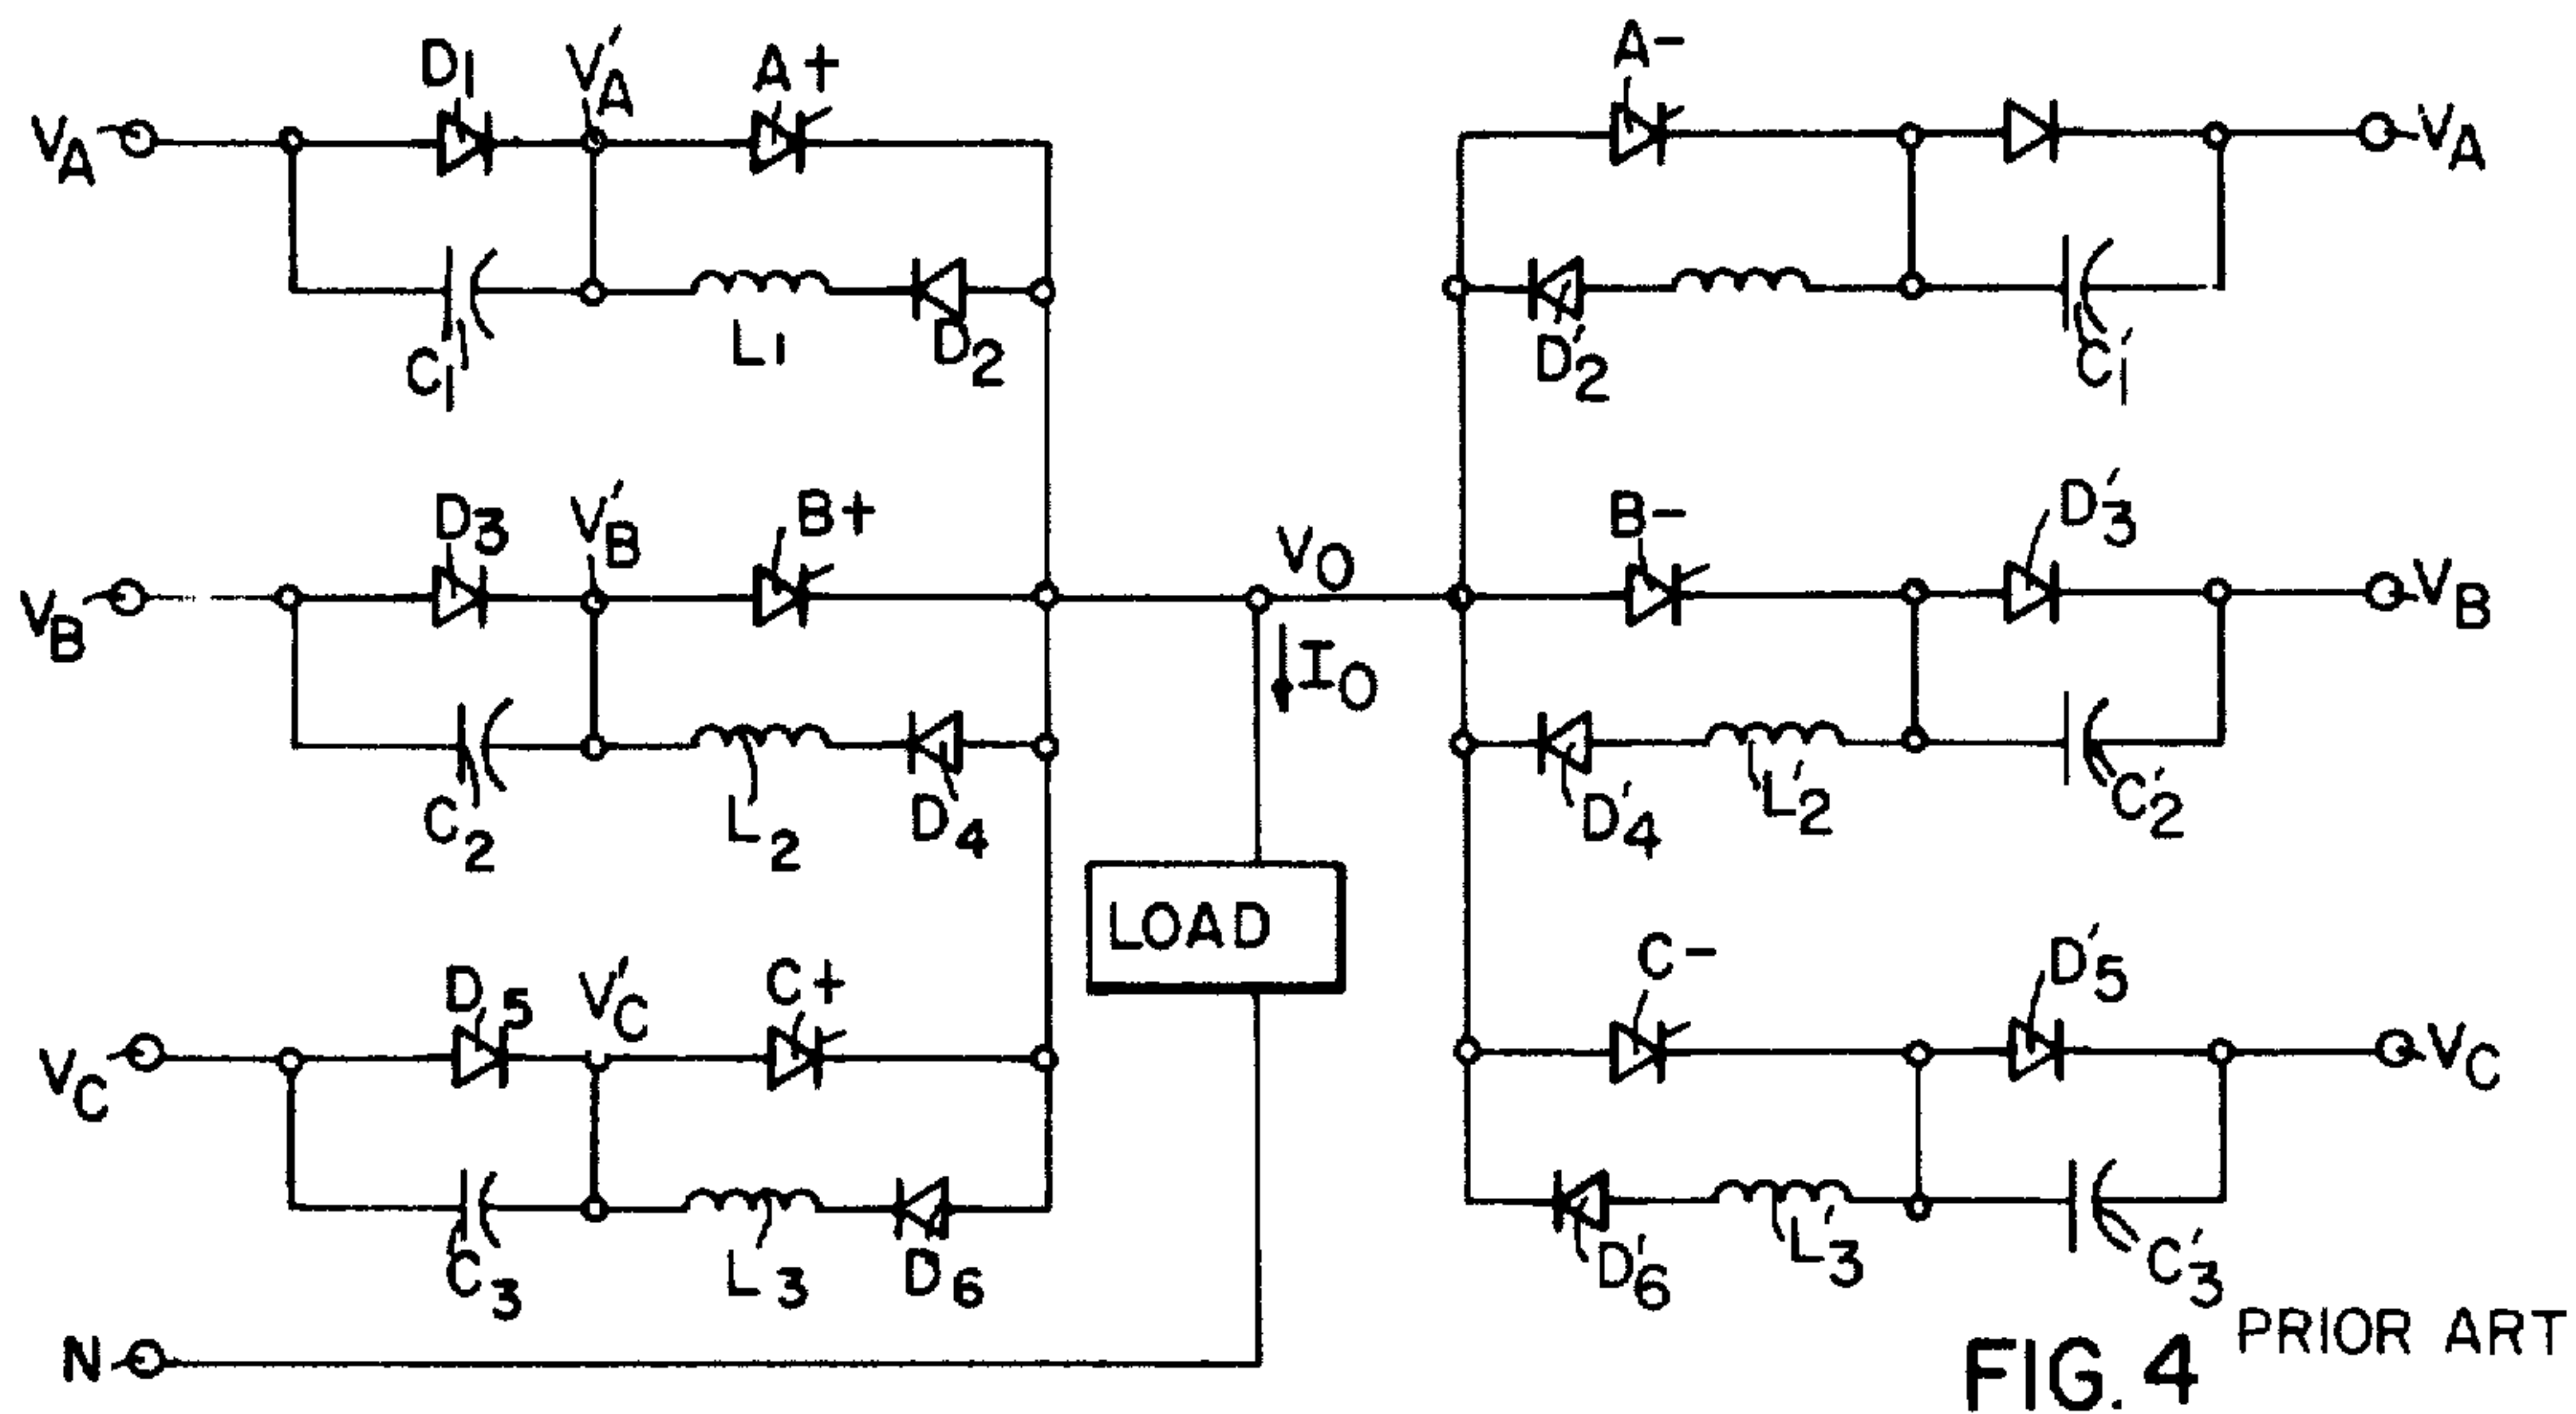 D1 V'A A+ A-
VA VA
C1 L1 D2 D'2 C'1
D3 V'B B+ VO B- D'3
VB IO VB
C2 L2 D4 D'4 L'2 C'2
LOAD
D5 V'C C+ C- D'5
VC VC
C3 L3 D6 D'6 L'3 C'3
N
PRIOR ART
FIG. 4